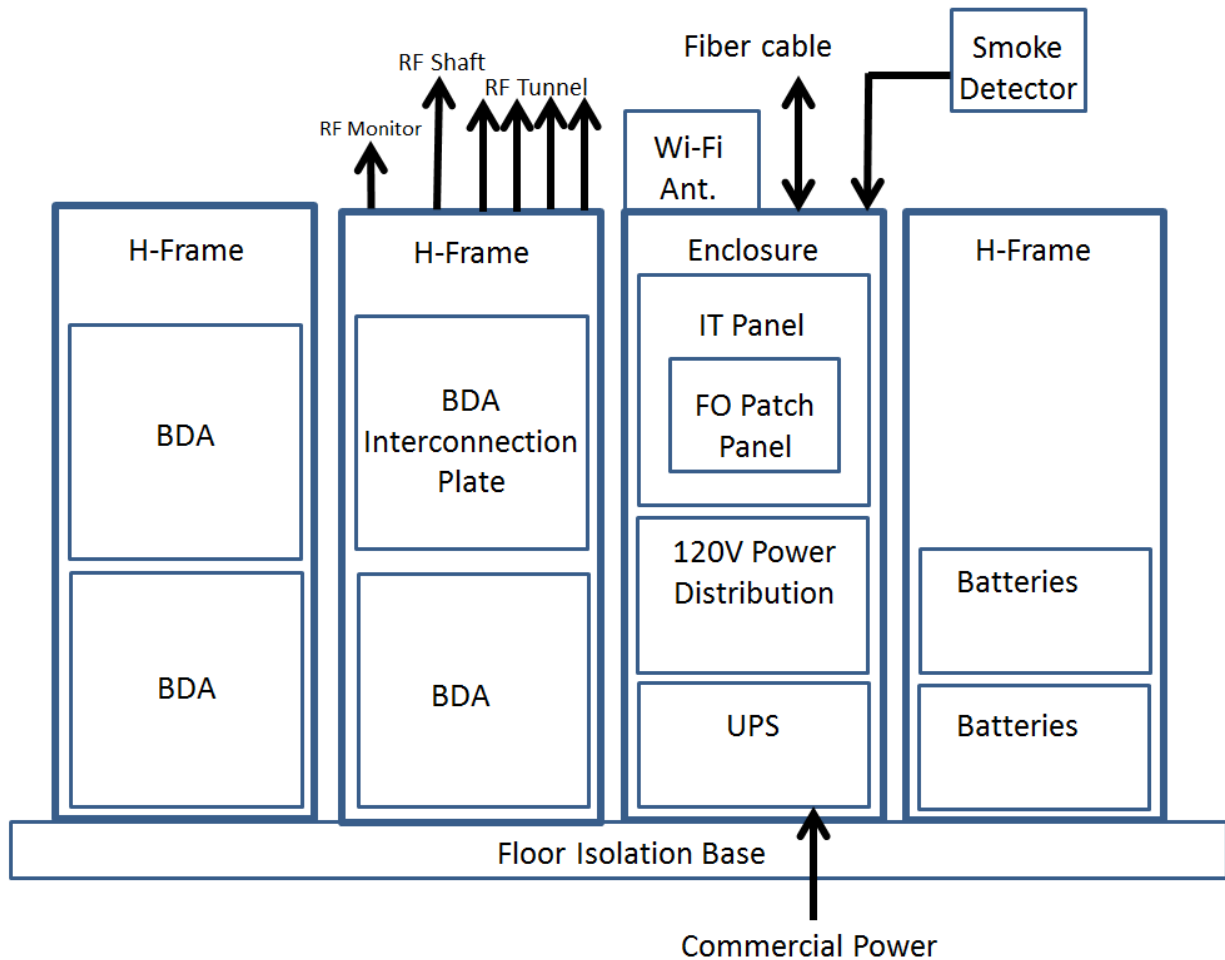 Fiber cable
Smoke
Detector
RF Shaft
RF Tunnel
RF Monitor
Wi-Fi
Ant.
H-Frame
H-Frame
Enclosure
H-Frame
IT Panel
BDA
BDA
Interconnection
Plate
FO Patch
Panel
120V Power
Distribution
Batteries
BDA
BDA
UPS
Batteries
Floor Isolation Base
Commercial Power